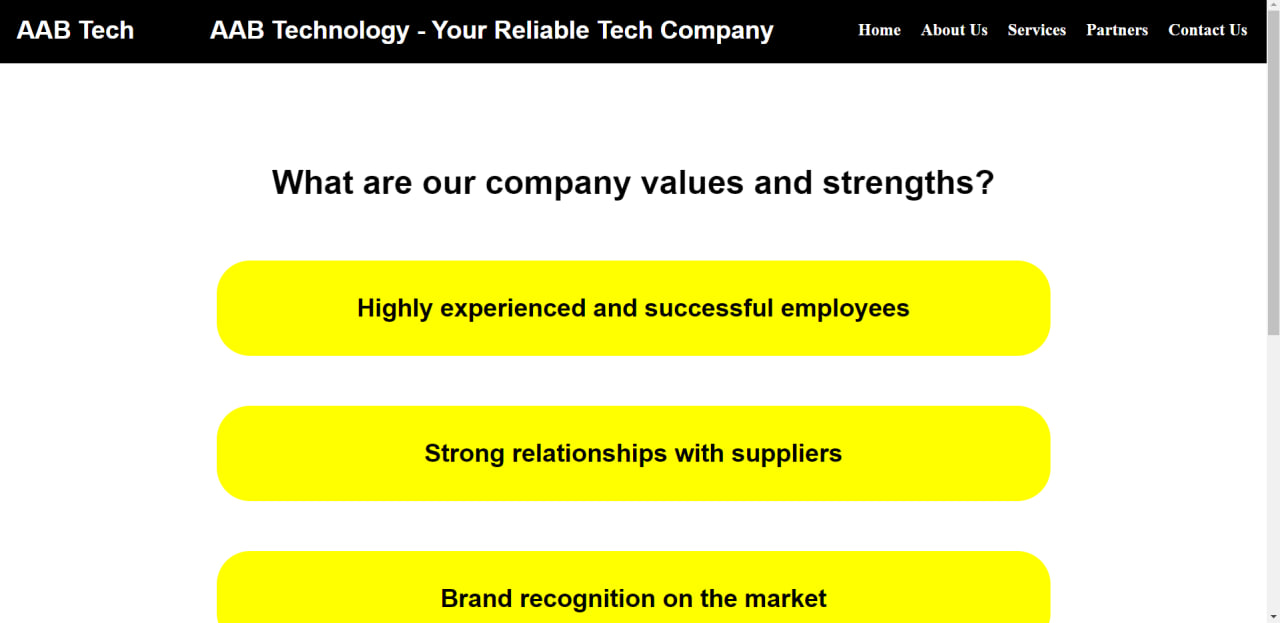 AAB Tech
AAB Technology - Your Reliable Tech Company
Home
About Us
Services
Partners
Contact Us
What are our company values and strengths?
Highly experienced and successful employees
Strong relationships with suppliers
Brand recognition on the market